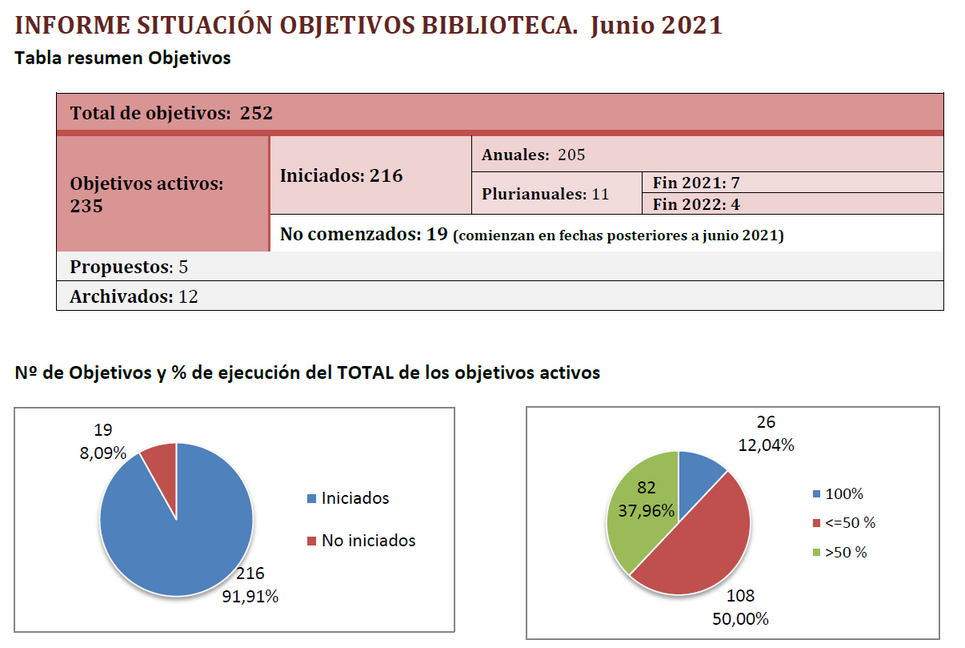 INFORME SITUACIÓN OBJETIVOS BIBLIOTECA. Junio 2021
Tabla resumen Objetivos
Total de objetivos: 252
Objetivos activos:
235
Iniciados: 216
Anuales: 205
Plurianuales: 11
Fin 2021: 7
Fin 2022: 4
No comenzados: 19 (comienzan en fechas posteriores a junio 2021)
Propuestos: 5
Archivados: 12
Nº de Objetivos y % de ejecución del TOTAL de los objetivos activos
19
8,09%
216
91,91%
Iniciados
No iniciados
26
12,04%
82
37,96%
108
50,00%
100%
<=50 %
>50 %